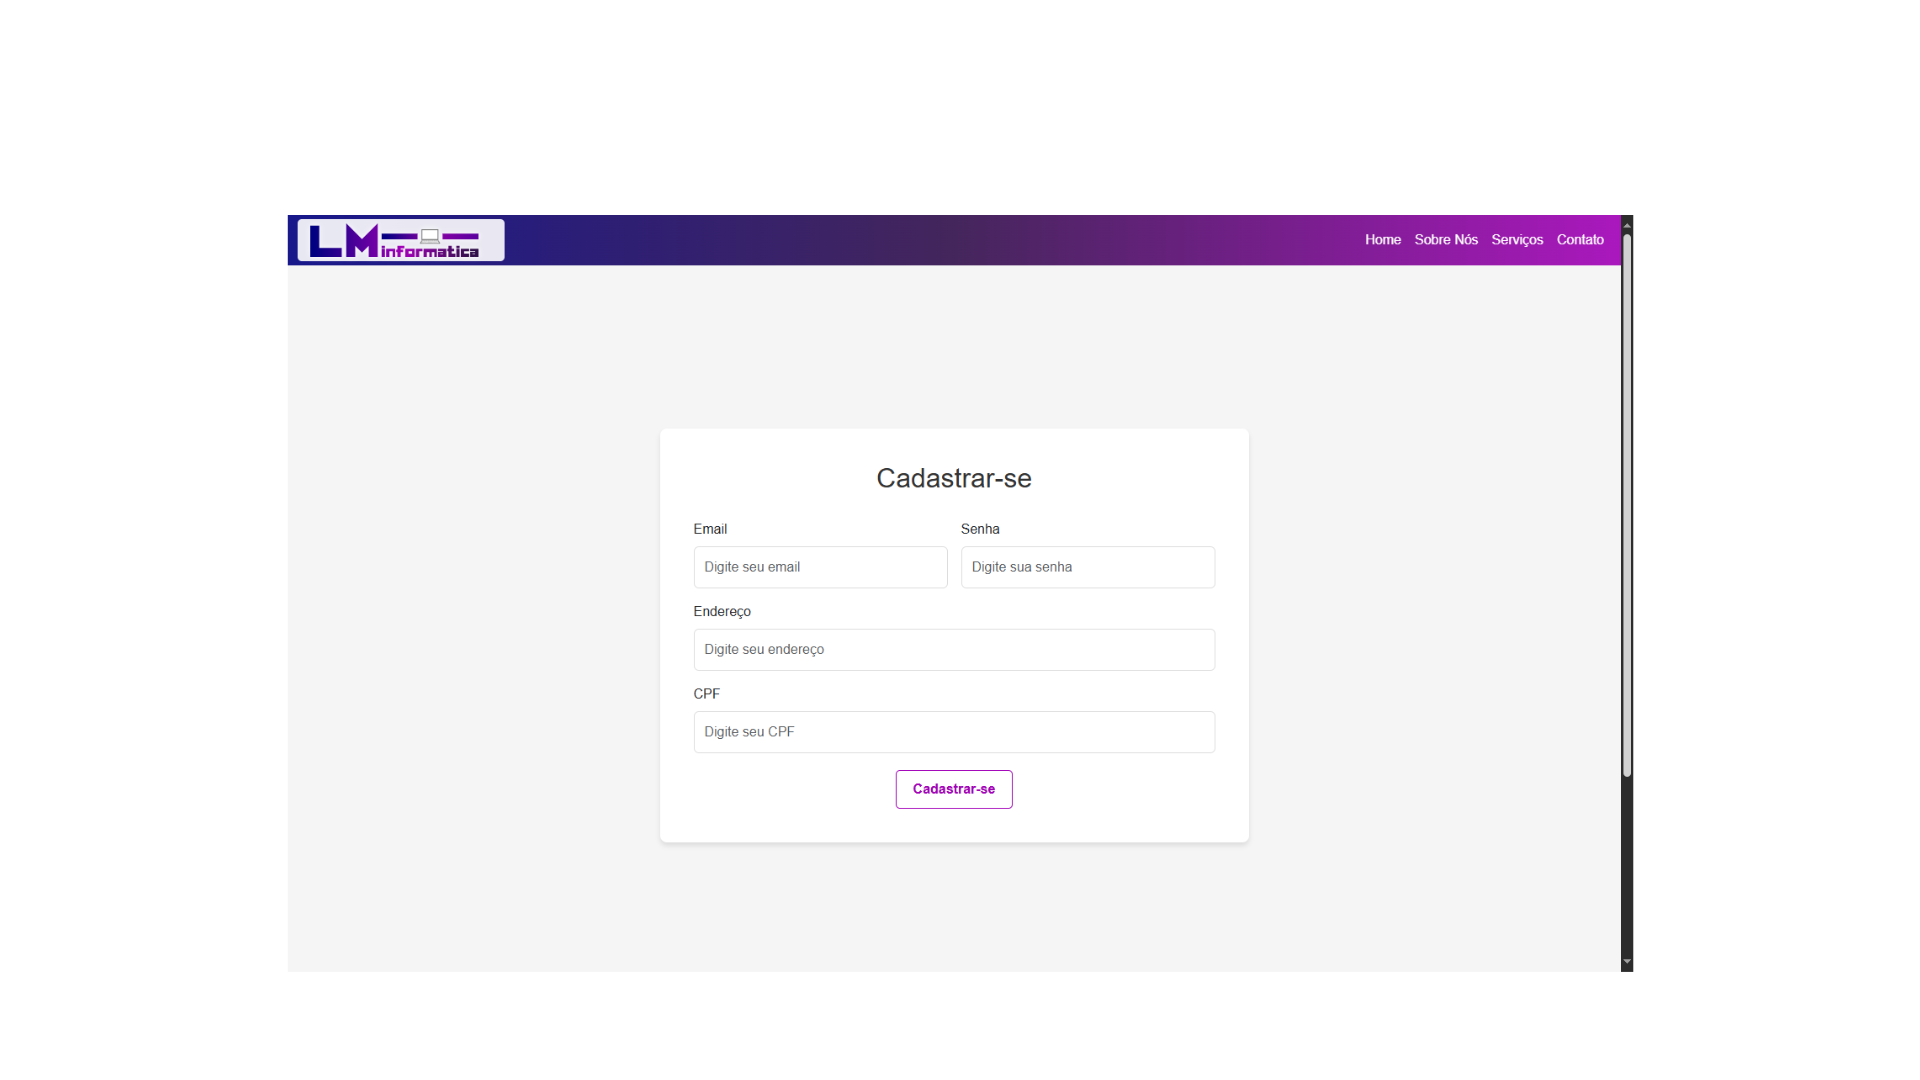 LM informatica
Home Sobre Nós Serviços Contato
Cadastrar-se
Email Senha
Digite seu email Digite sua senha
Endereço
Digite seu endereço
CPF
Digite seu CPF
Cadastrar-se